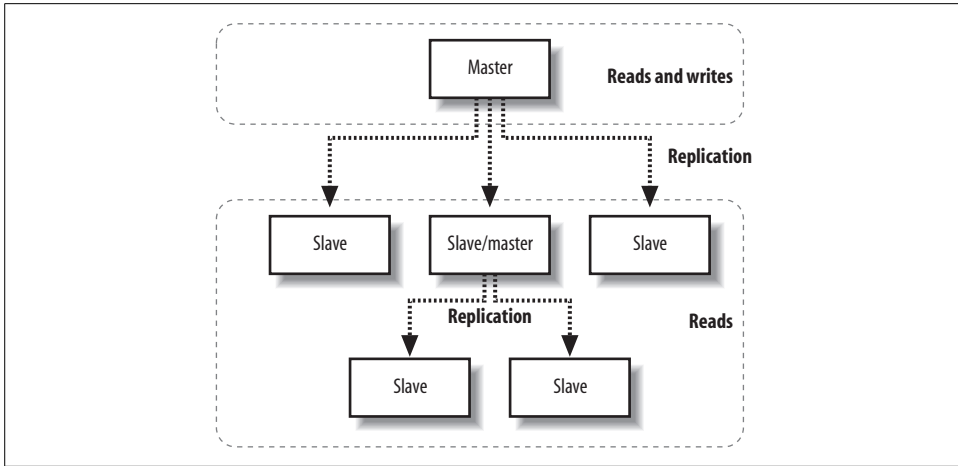 Master
Reads and writes
Replication
Slave
Slave/master
Slave
Replication
Reads
Slave
Slave